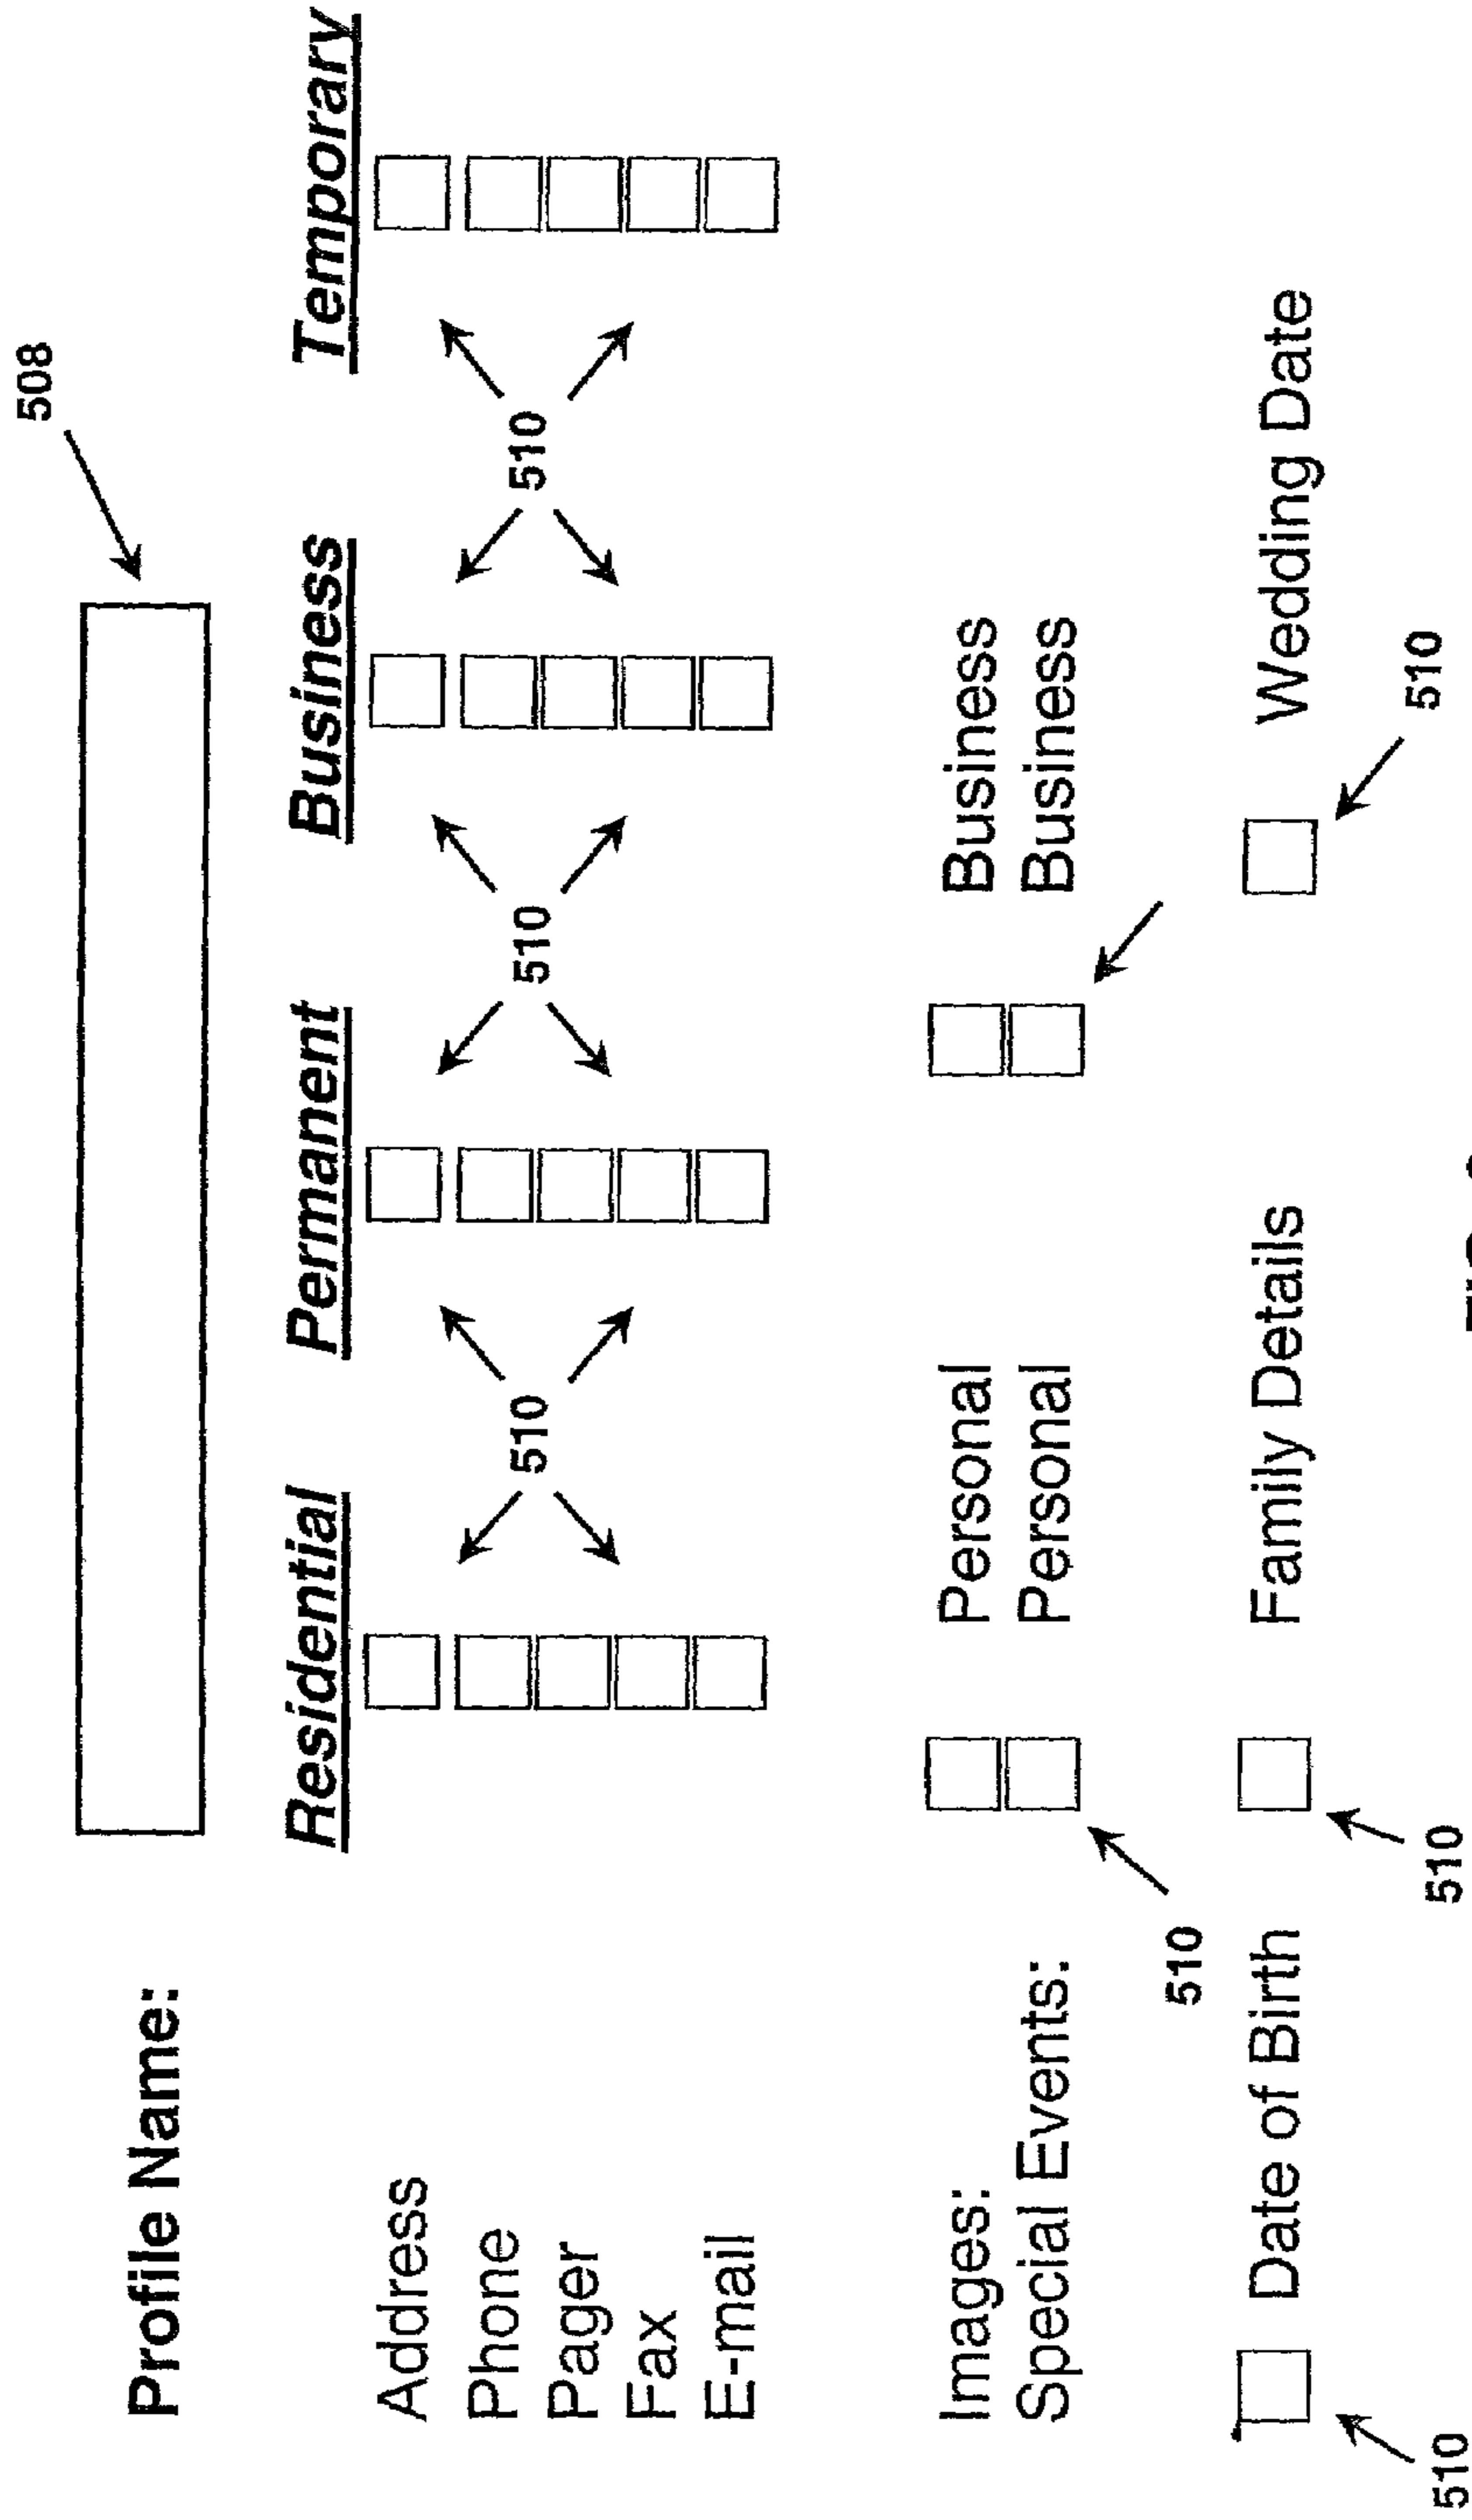 508
Profile Name:
Residential Permanent Business Temporary
Address
Phone
510 510 510
Pager
Fax
E-mail
Images: Personal Business
Special Events: Personal Business
510
Date of Birth Family Details Wedding Date
510 510 510